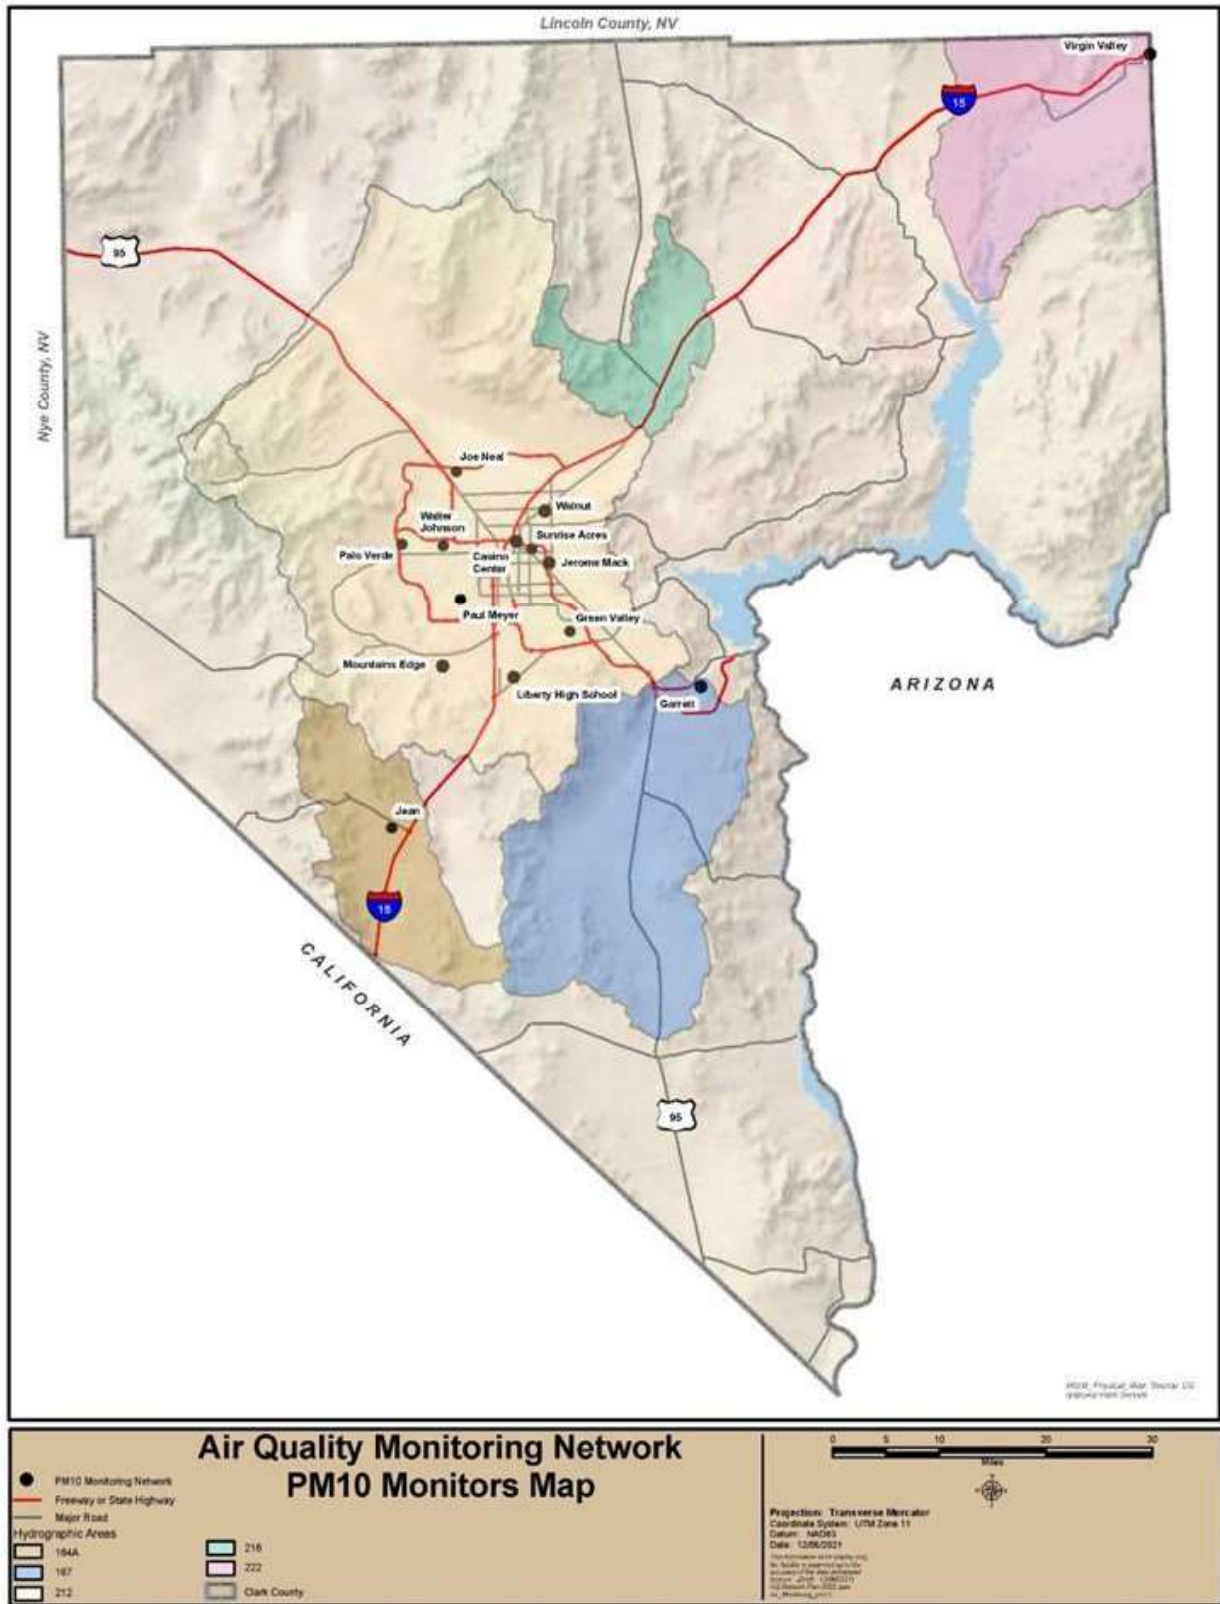 Lincoln County, NV
Virgin Valley
15
95
Nye County, NV
Joe Neal
Walnut
Walter
Johnson
Sunrise Acres
Palo Verde
Casino
Center
Jerome Mack
Paul Meyer
Green Valley
Mountains Edge
Liberty High School
Garrett
ARIZONA
Jean
15
CALIFORNIA
95
Air Quality Monitoring Network
PM10 Monitors Map
PM10 Monitoring Network
Freeway or State Highway
Major Road
Hydrographic Areas
164A
167
212
216
222
Clark County
0 5 10 20 30
Miles
Projection: Transverse Mercator
Coordinate System: UTM Zone 11
Datum: NAD83
Date: 12/06/2021